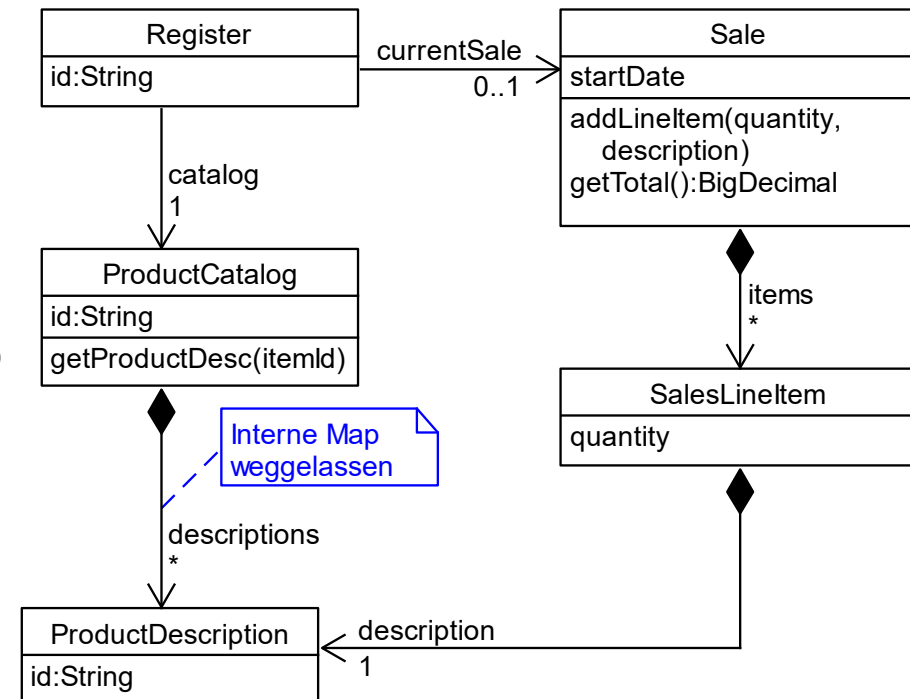 Register
id:String
currentSale
0..1
Sale
startDate
addLineItem(quantity,
description)
getTotal():BigDecimal
catalog
1
ProductCatalog
id:String
getProductDesc(itemId)
items
*
SalesLineItem
quantity
Interne Map
weggelassen
descriptions
*
ProductDescription
id:String
description
1